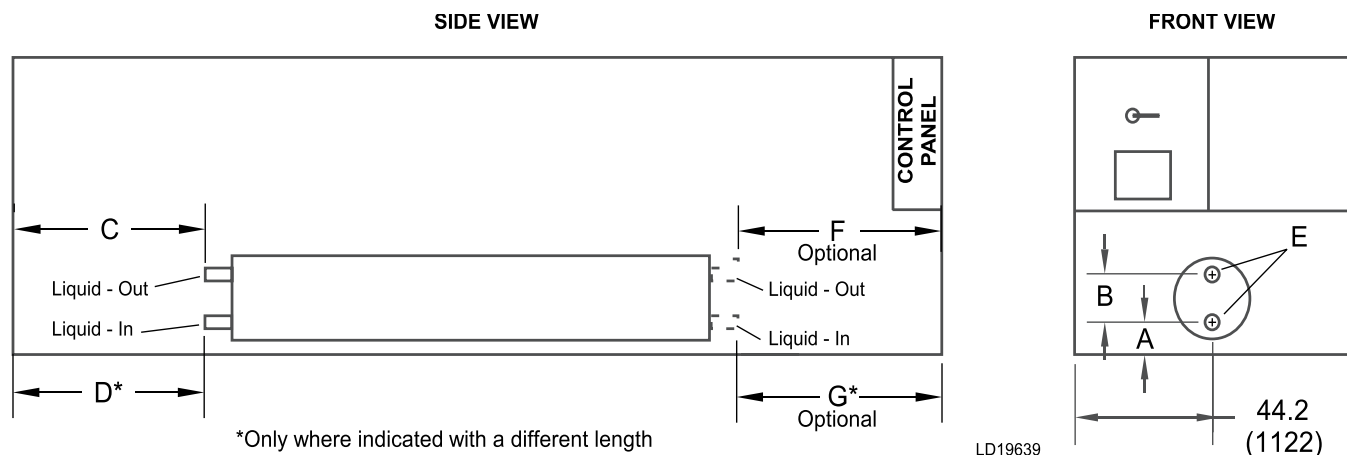 SIDE VIEW
FRONT VIEW
CONTROL
PANEL
C
F
Optional
Liquid - Out
Liquid - Out
Liquid - In
Liquid - In
D*
G*
Optional
*Only where indicated with a different length
LD19639
E
B
A
44.2
(1122)